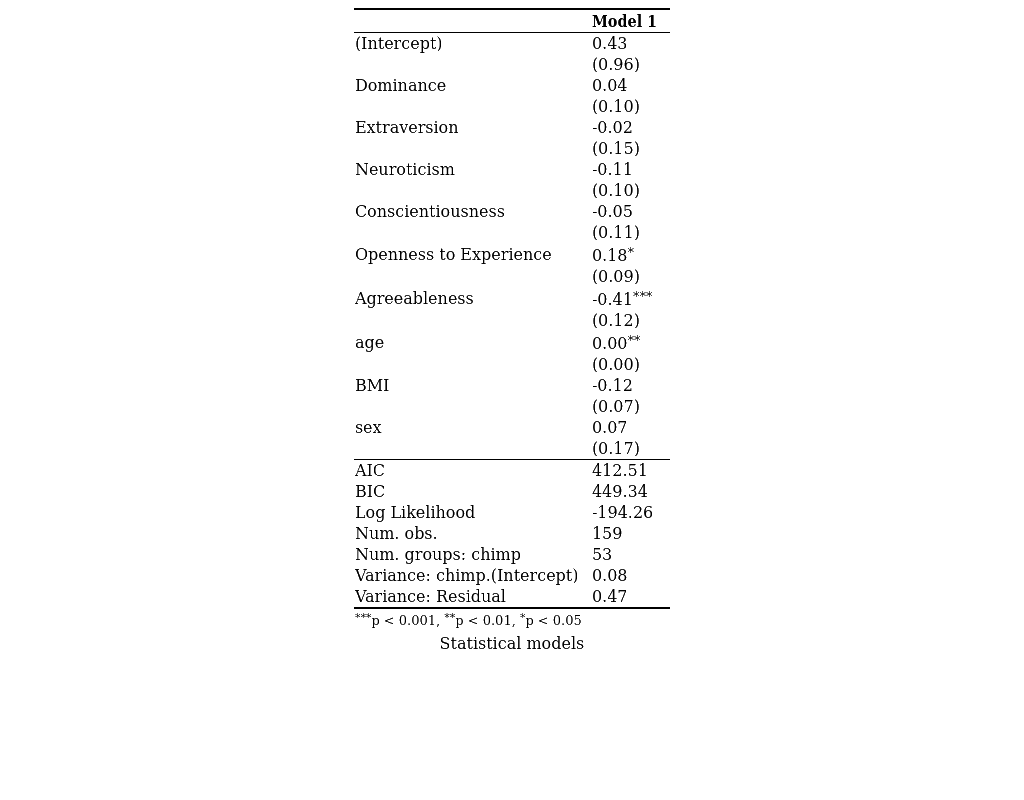 Model 1
(Intercept) 0.43
(0.96)
Dominance 0.04
(0.10)
Extraversion -0.02
(0.15)
Neuroticism -0.11
(0.10)
Conscientiousness -0.05
(0.11)
Openness to Experience 0.18*
(0.09)
Agreeableness -0.41***
(0.12)
age 0.00**
(0.00)
BMI -0.12
(0.07)
sex 0.07
(0.17)
AIC 412.51
BIC 449.34
Log Likelihood -194.26
Num. obs. 159
Num. groups: chimp 53
Variance: chimp.(Intercept) 0.08
Variance: Residual 0.47
***p < 0.001, **p < 0.01, *p < 0.05
Statistical models